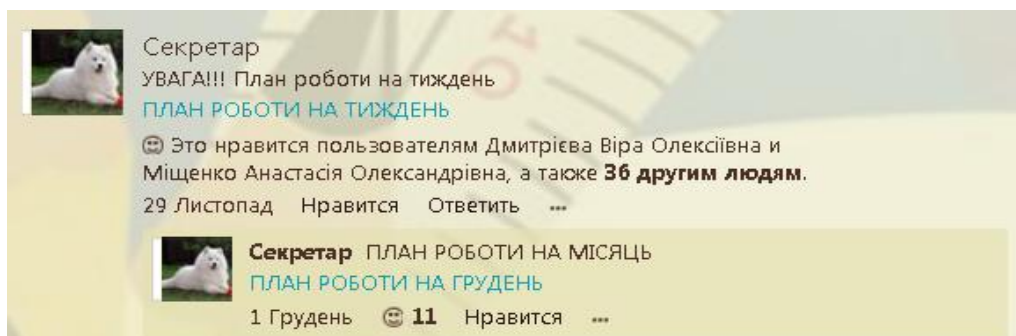 Секретар
УВАГА!!! План роботи на тиждень
ПЛАН РОБОТИ НА ТИЖДЕНЬ
Это нравится пользователям Дмитрієва Віра Олексіївна и
Міщенко Анастасія Олександрівна, а также 36 другим людям.
29 Листопад Нравится Ответить ...
Секретар ПЛАН РОБОТИ НА МІСЯЦЬ
ПЛАН РОБОТИ НА ГРУДЕНЬ
1 Грудень 11 Нравится ...